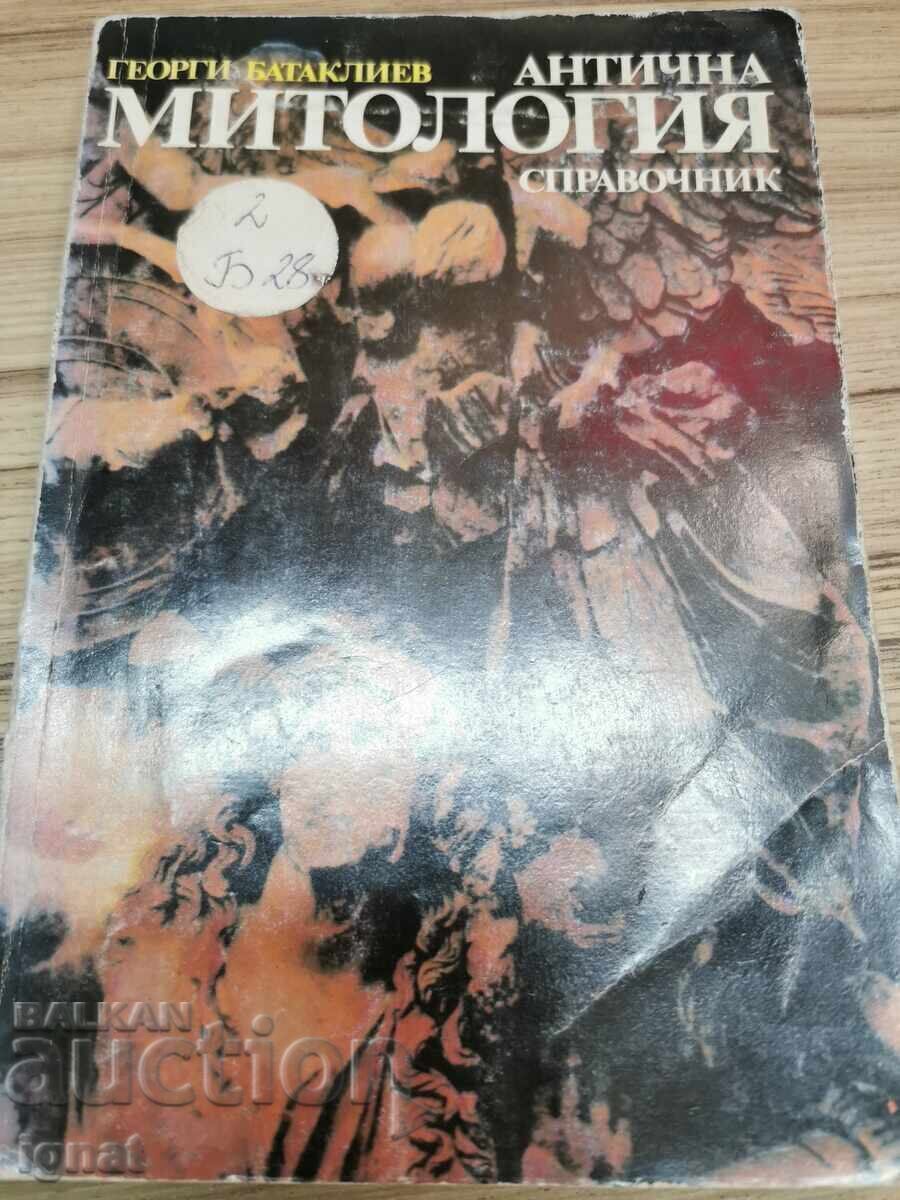 ГЕОРГИ БАТАКЛИЕВ АНТИЧНА
МИТОЛОГИЯ
СПРАВОЧНИК
2
Б 28
BALKAN
auction
ignat